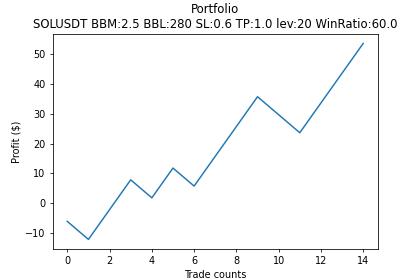 Portfolio
SOLUSDT BBM:2.5 BBL:280 SL:0.6 TP:1.0 lev:20 WinRatio:60.0
50
40
30
20
10
0
−10
Profit ($)
0 2 4 6 8 10 12 14
Trade counts